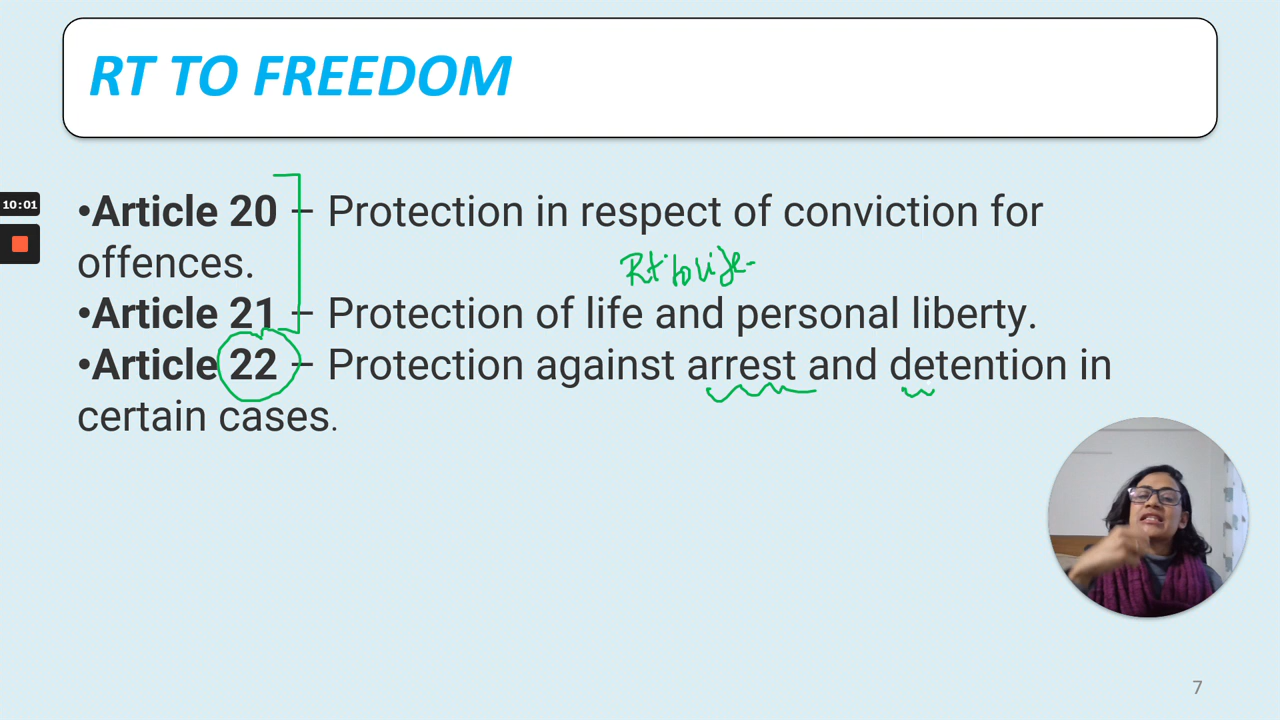 RT TO FREEDOM
10:01
•Article 20 – Protection in respect of conviction for
offences.
Rt to life
•Article 21 – Protection of life and personal liberty.
•Article 22 – Protection against arrest and detention in
certain cases.
7